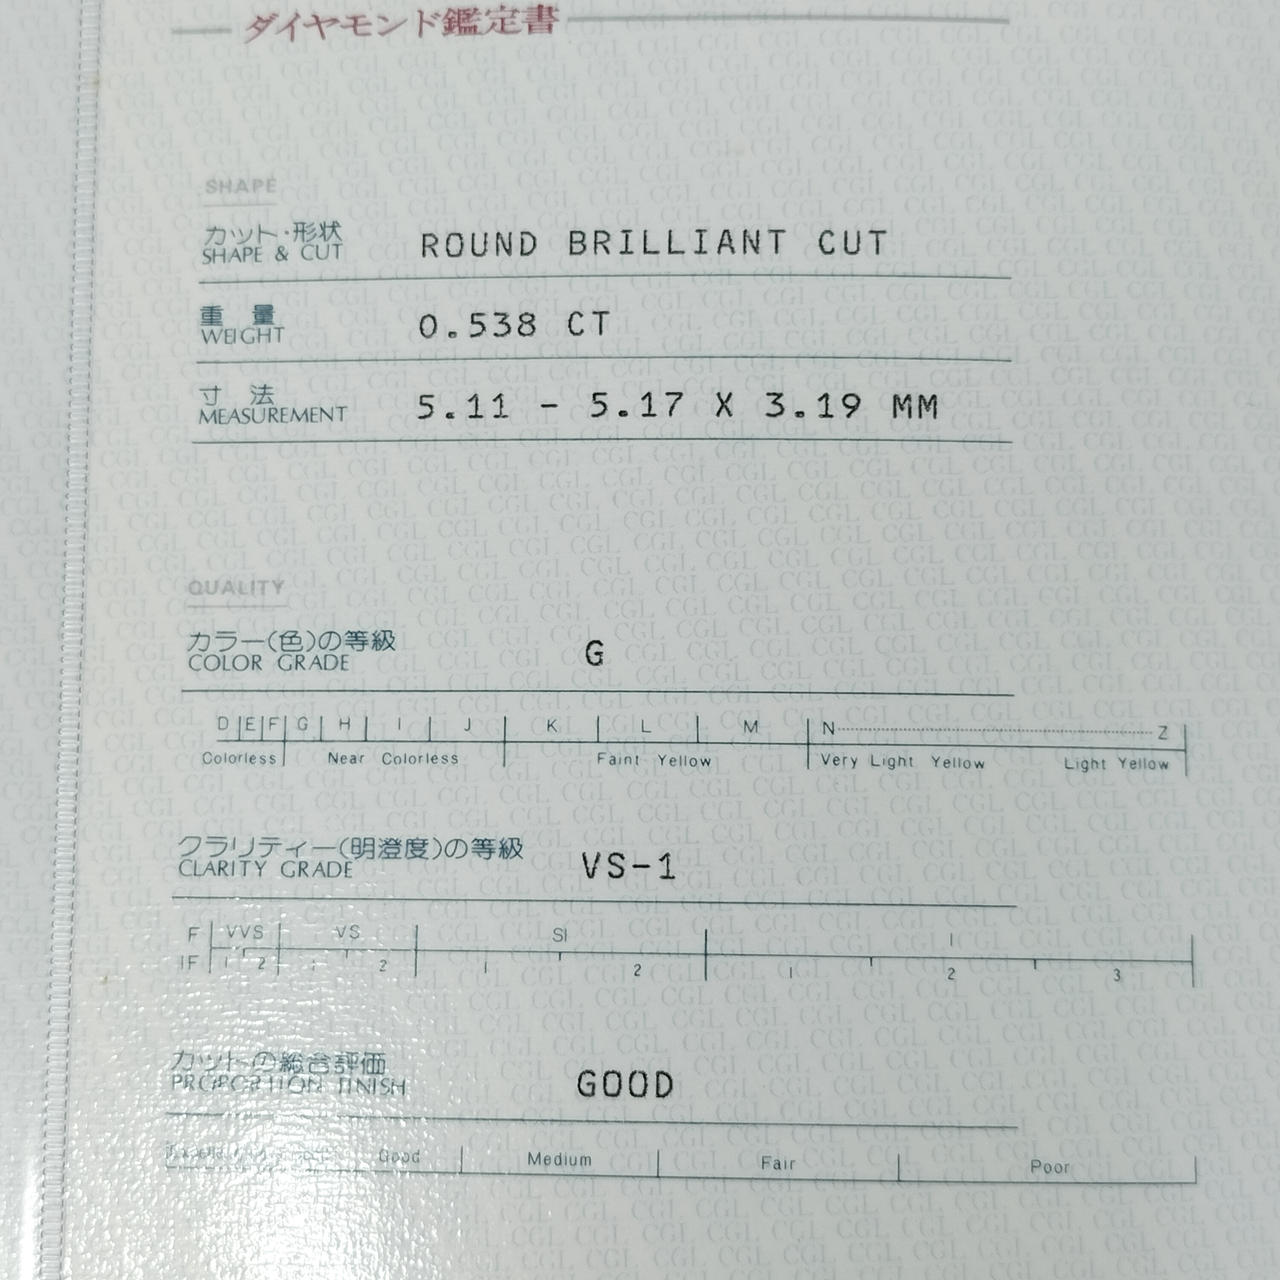 ダイヤモンド鑑定書
SHAPE
カット・形状
SHAPE & CUT
ROUND BRILLIANT CUT
重 量
WEIGHT
0.538 CT
寸 法
MEASUREMENT
5.11 - 5.17 X 3.19 MM
QUALITY
カラー(色)の等級
COLOR GRADE
G
D E F G H I J K L M N Z
Colorless Near Colorless Faint Yellow Very Light Yellow Light Yellow
クラリティー(明澄度)の等級
CLARITY GRADE
VS-1
F VVS VS SI I
IF 1 2 1 2 1 2 1 2 3
カットの総合評価
PROPORTION FINISH
GOOD
Good Medium Fair Poor